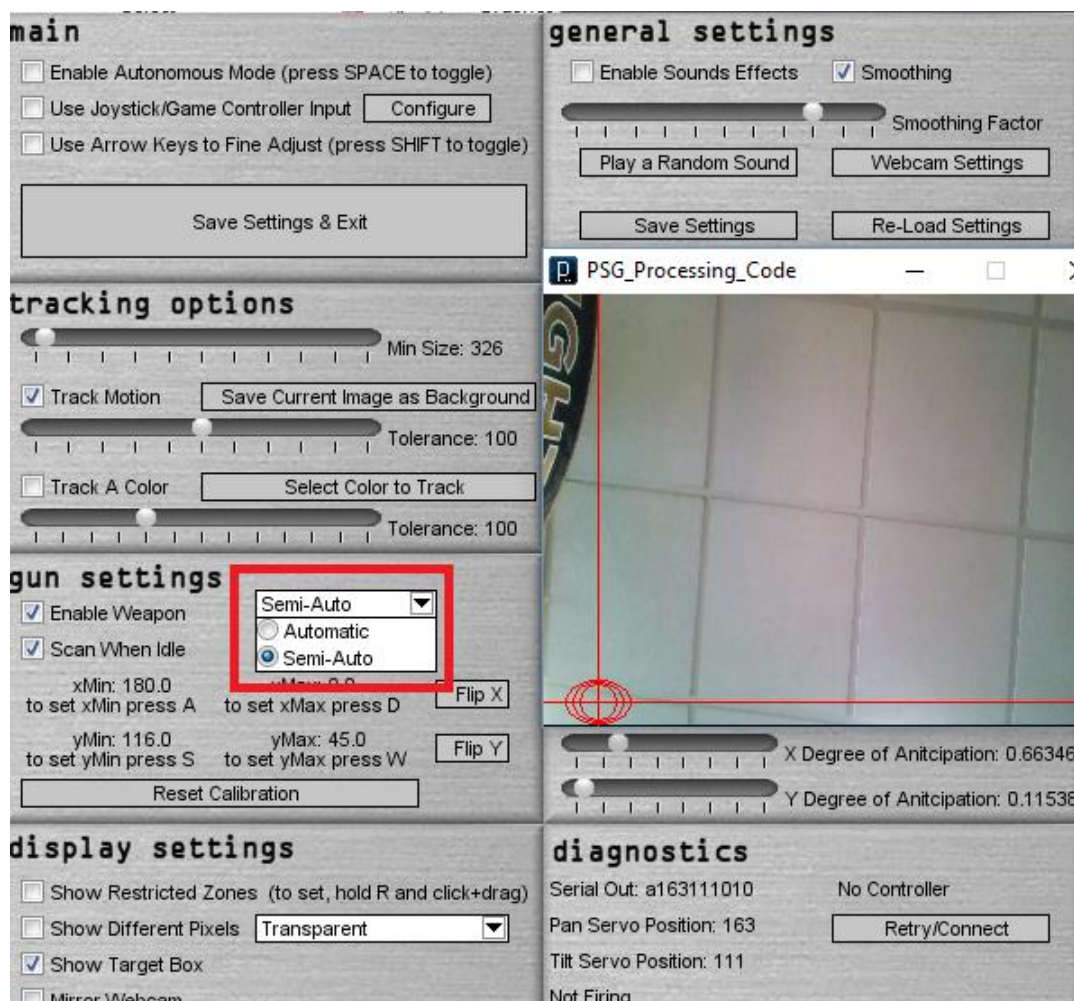 main
Enable Autonomous Mode (press SPACE to toggle)
Use Joystick/Game Controller Input Configure
Use Arrow Keys to Fine Adjust (press SHIFT to toggle)
Save Settings & Exit
general settings
Enable Sounds Effects Smoothing
Smoothing Factor
Play a Random Sound Webcam Settings
Save Settings Re-Load Settings
PSG_Processing_Code
tracking options
Min Size: 326
Track Motion Save Current Image as Background
Tolerance: 100
Track A Color Select Color to Track
Tolerance: 100
gun settings
Enable Weapon Semi-Auto
Automatic
Scan When Idle Semi-Auto
xMin: 180.0 xMax: 0.0
to set xMin press A to set xMax press D Flip X
yMin: 116.0 yMax: 45.0
to set yMin press S to set yMax press W Flip Y
Reset Calibration
X Degree of Anitcipation: 0.66346
Y Degree of Anitcipation: 0.11538
display settings
Show Restricted Zones (to set, hold R and click+drag)
Show Different Pixels Transparent
Show Target Box
Mirror Webcam
diagnostics
Serial Out: a163111010 No Controller
Pan Servo Position: 163 Retry/Connect
Tilt Servo Position: 111
Not Firing